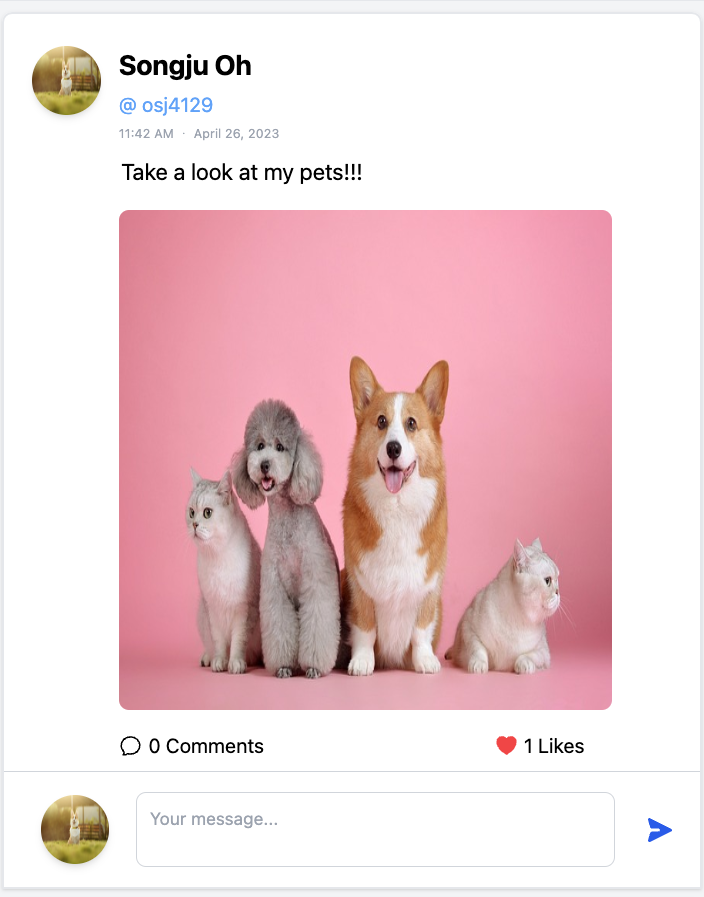 Songju Oh
@ osj4129
11:42 AM · April 26, 2023
Take a look at my pets!!!
0 Comments
1 Likes
Your message...